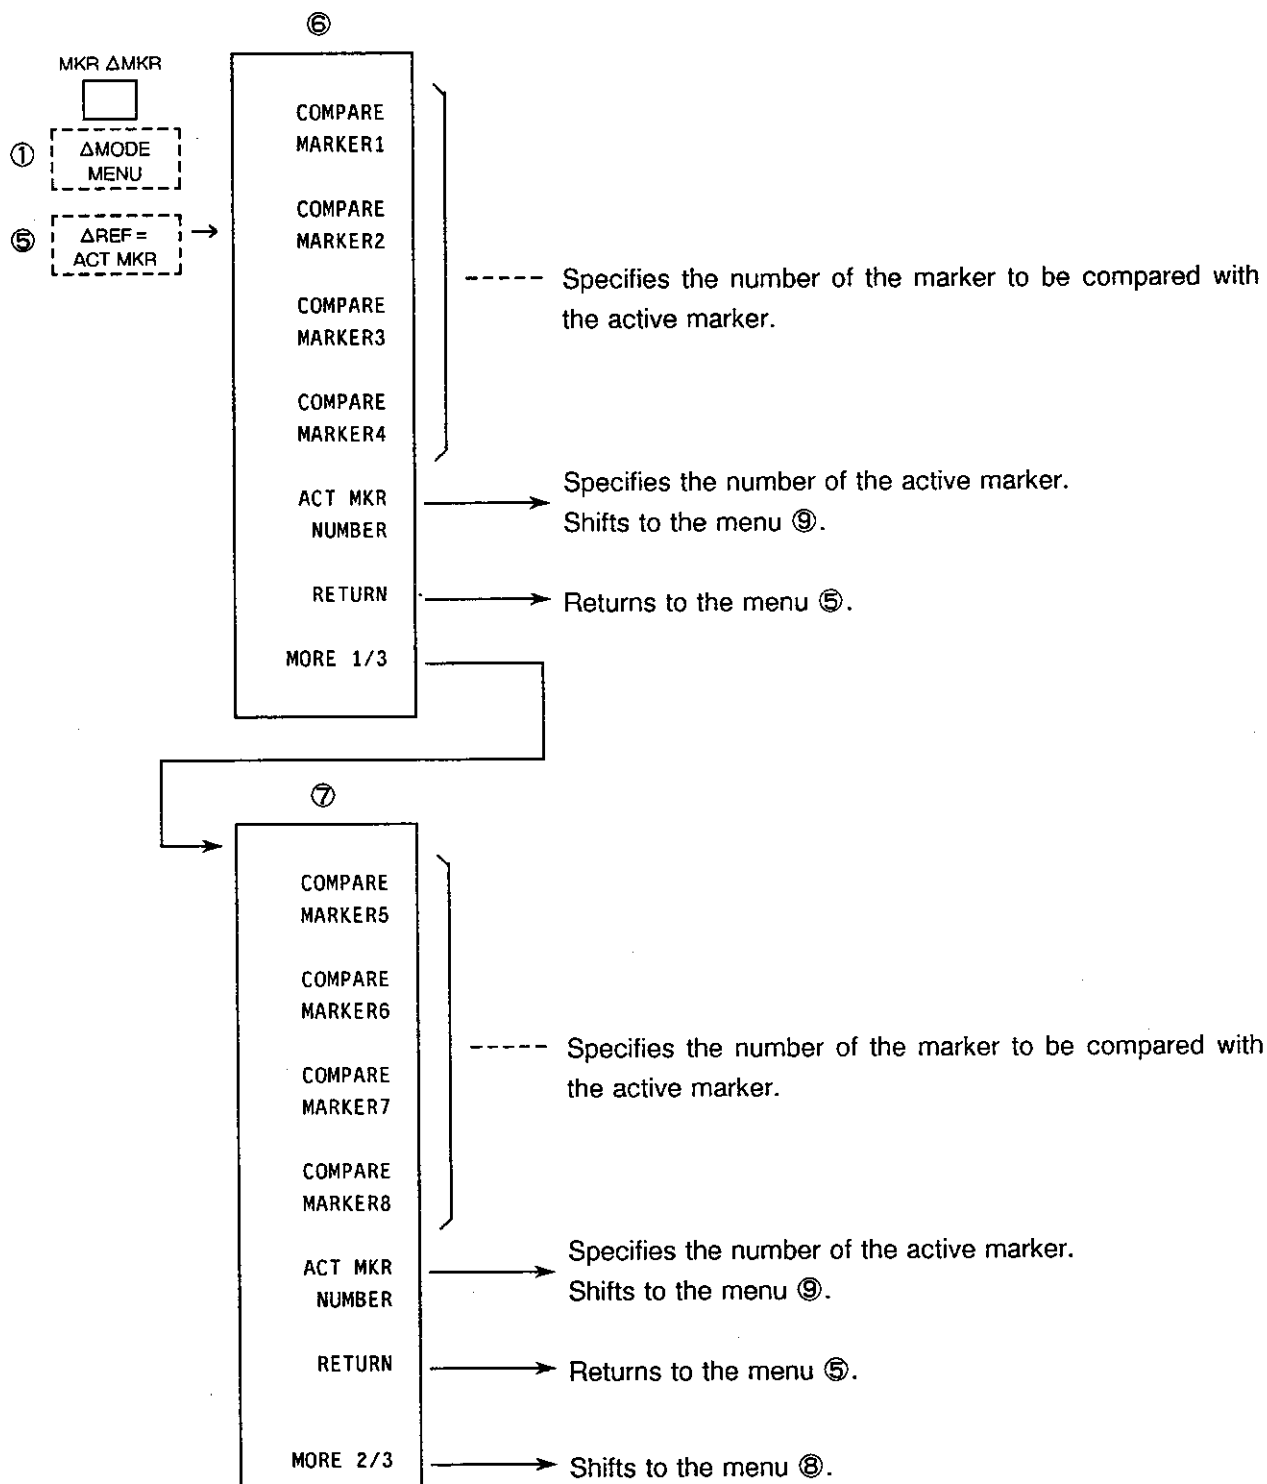 ⑥
MKR ΔMKR
① ΔMODE
MENU
⑤ ΔREF =
ACT MKR
COMPARE
MARKER1
COMPARE
MARKER2
COMPARE
MARKER3
COMPARE
MARKER4
Specifies the number of the marker to be compared with
the active marker.
ACT MKR
NUMBER
Specifies the number of the active marker.
Shifts to the menu ⑨.
RETURN
Returns to the menu ⑤.
MORE 1/3
⑦
COMPARE
MARKER5
COMPARE
MARKER6
COMPARE
MARKER7
COMPARE
MARKER8
Specifies the number of the marker to be compared with
the active marker.
ACT MKR
NUMBER
Specifies the number of the active marker.
Shifts to the menu ⑨.
RETURN
Returns to the menu ⑤.
MORE 2/3
Shifts to the menu ⑧.